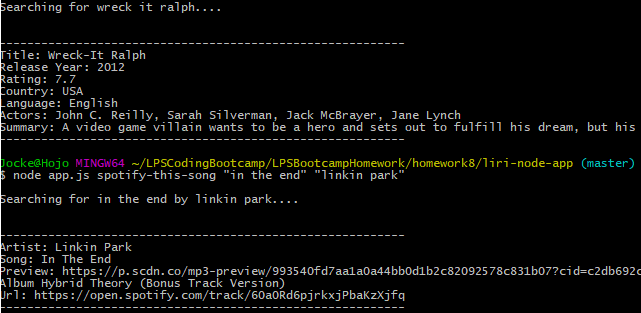 Searching for wreck it ralph....
---------------------------------------------------------
Title: Wreck-It Ralph
Release Year: 2012
Rating: 7.7
Country: USA
Language: English
Actors: John C. Reilly, Sarah Silverman, Jack McBrayer, Jane Lynch
Summary: A video game villain wants to be a hero and sets out to fulfill his dream, but his
---------------------------------------------------------
Jocke@Hojo MINGW64 ~/LPSCodingBootcamp/LPSBootcampHomework/homework8/liri-node-app (master)
$ node app.js spotify-this-song "in the end" "linkin park"
Searching for in the end by linkin park....
---------------------------------------------------------
Artist: Linkin Park
Song: In The End
Preview: https://p.scdn.co/mp3-preview/993540fd7aa1a0a44bb0d1b2c82092578c831b07?cid=c2db692c
Album Hybrid Theory (Bonus Track Version)
Url: https://open.spotify.com/track/60a0Rd6pjrkxjPbaKzXjfq
---------------------------------------------------------